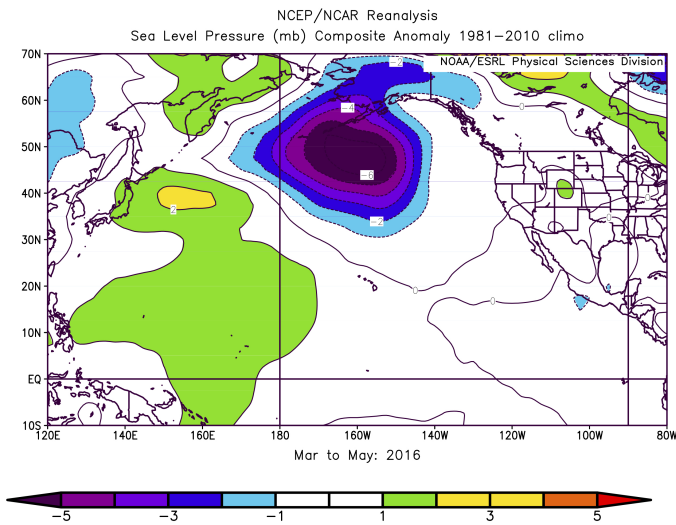 NCEP/NCAR Reanalysis
Sea Level Pressure (mb) Composite Anomaly 1981−2010 climo
NOAA/ESRL Physical Sciences Division
70N
60N
50N
40N
30N
20N
10N
EQ
10S
−2
−4
−6
−2
2
0
0
0
0
0
120E 140E 160E 180 160W 140W 120W 100W 80W
Mar to May: 2016
−5 −3 −1 1 3 5